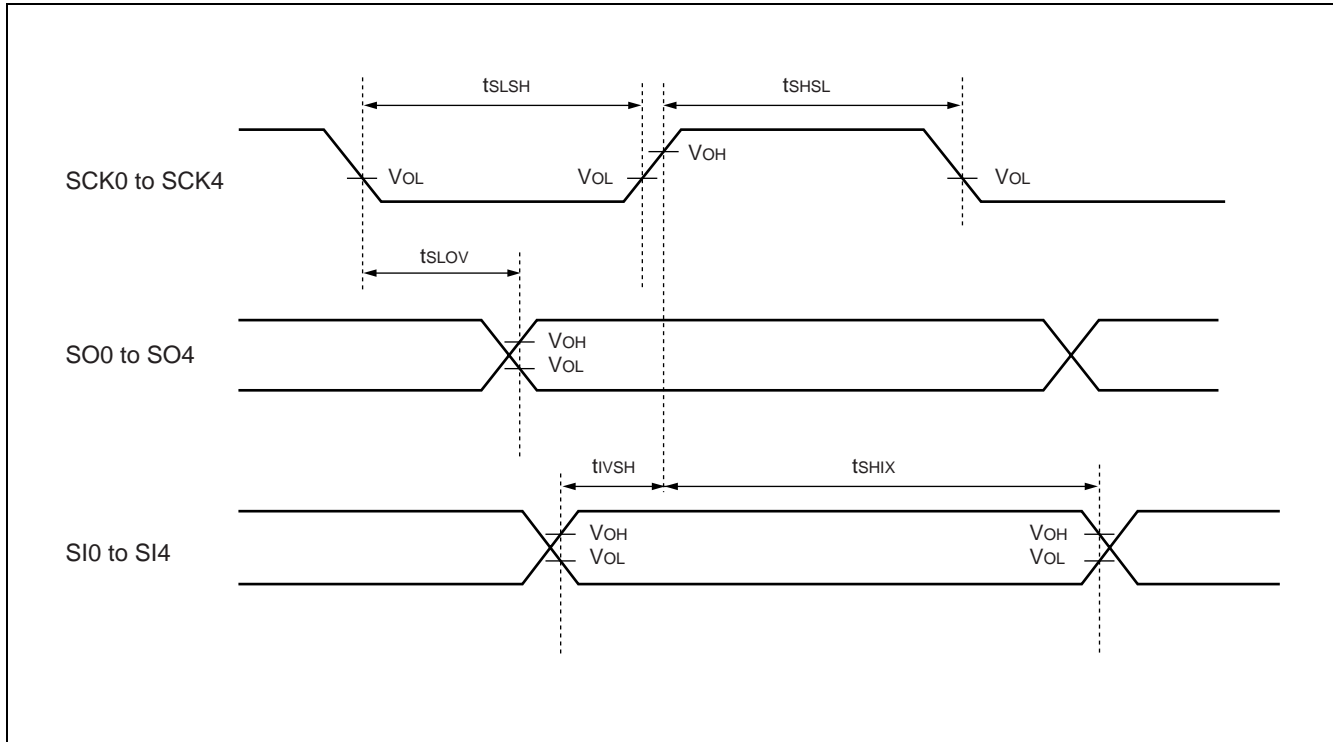 tSLSH
tSHSL
SCK0 to SCK4
VOL
VOL
VOH
VOL
tSLOV
SO0 to SO4
VOH
VOL
tIVSH
tSHIX
SI0 to SI4
VOH
VOL
VOH
VOL